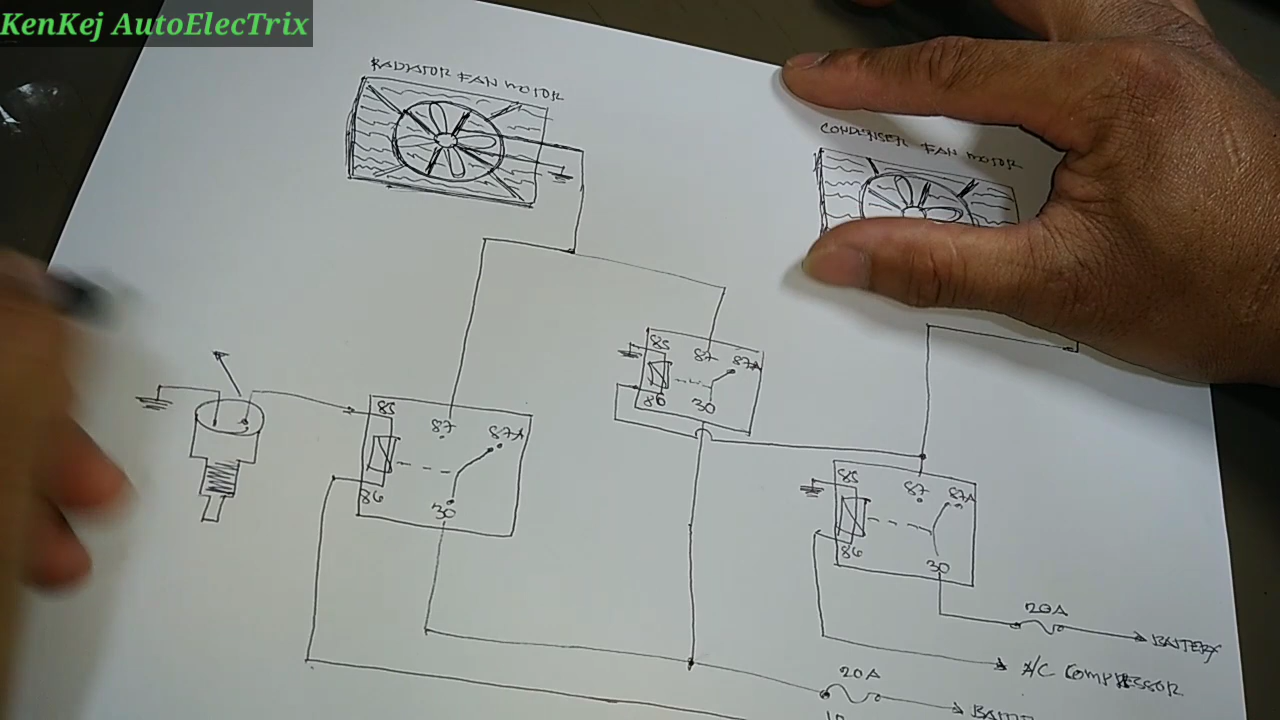 KenKej AutoElecTrix
RADIATOR FAN MOTOR
CONDENSER FAN MOTOR
85
87
87A
86
30
85
87
87A
86
30
85
87
87A
86
30
20A
BATTERY
A/C COMPRESSOR
20A